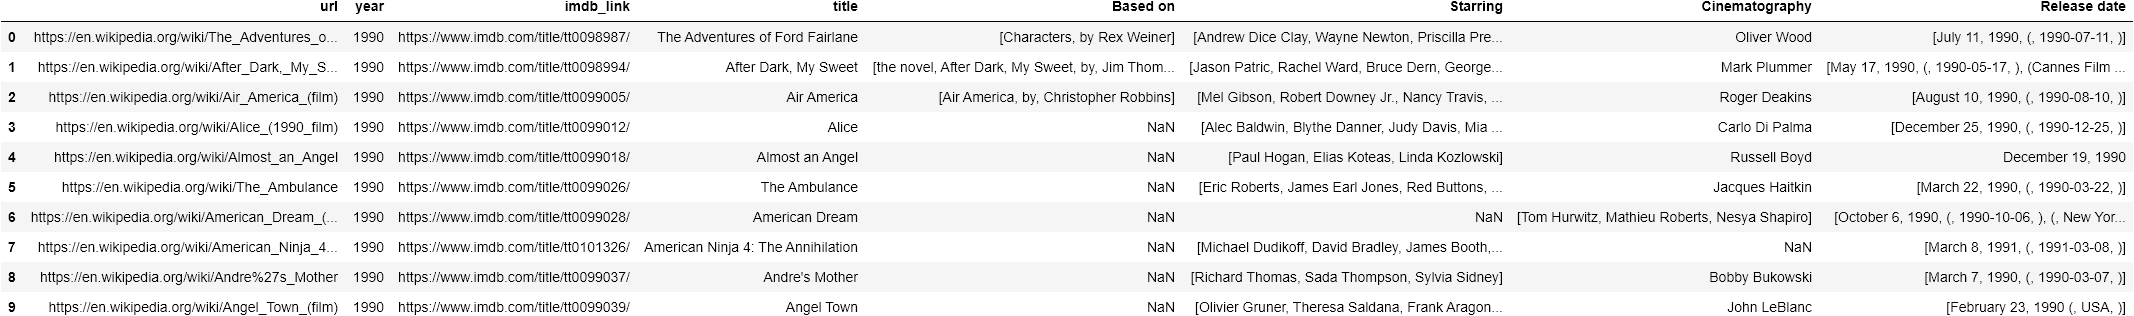 url year imdb_link title Based on Starring Cinematography Release date
0 https://en.wikipedia.org/wiki/The_Adventures_o... 1990 https://www.imdb.com/title/tt0098987/ The Adventures of Ford Fairlane [Characters, by Rex Weiner] [Andrew Dice Clay, Wayne Newton, Priscilla Pre... Oliver Wood [July 11, 1990, (, 1990-07-11, )]
1 https://en.wikipedia.org/wiki/After_Dark,_My_S... 1990 https://www.imdb.com/title/tt0098994/ After Dark, My Sweet [the novel, After Dark, My Sweet, by, Jim Thom... [Jason Patric, Rachel Ward, Bruce Dern, George... Mark Plummer [May 17, 1990, (, 1990-05-17, ), (Cannes Film ...
2 https://en.wikipedia.org/wiki/Air_America_(film) 1990 https://www.imdb.com/title/tt0099005/ Air America [Air America, by, Christopher Robbins] [Mel Gibson, Robert Downey Jr., Nancy Travis, ... Roger Deakins [August 10, 1990, (, 1990-08-10, )]
3 https://en.wikipedia.org/wiki/Alice_(1990_film) 1990 https://www.imdb.com/title/tt0099012/ Alice NaN [Alec Baldwin, Blythe Danner, Judy Davis, Mia ... Carlo Di Palma [December 25, 1990, (, 1990-12-25, )]
4 https://en.wikipedia.org/wiki/Almost_an_Angel 1990 https://www.imdb.com/title/tt0099018/ Almost an Angel NaN [Paul Hogan, Elias Koteas, Linda Kozlowski] Russell Boyd December 19, 1990
5 https://en.wikipedia.org/wiki/The_Ambulance 1990 https://www.imdb.com/title/tt0099026/ The Ambulance NaN [Eric Roberts, James Earl Jones, Red Buttons, ... Jacques Haitkin [March 22, 1990, (, 1990-03-22, )]
6 https://en.wikipedia.org/wiki/American_Dream_(... 1990 https://www.imdb.com/title/tt0099028/ American Dream NaN NaN [Tom Hurwitz, Mathieu Roberts, Nesya Shapiro] [October 6, 1990, (, 1990-10-06, ), (, New Yor...
7 https://en.wikipedia.org/wiki/American_Ninja_4... 1990 https://www.imdb.com/title/tt0101326/ American Ninja 4: The Annihilation NaN [Michael Dudikoff, David Bradley, James Booth,... NaN [March 8, 1991, (, 1991-03-08, )]
8 https://en.wikipedia.org/wiki/Andre%27s_Mother 1990 https://www.imdb.com/title/tt0099037/ Andre's Mother NaN [Richard Thomas, Sada Thompson, Sylvia Sidney] Bobby Bukowski [March 7, 1990, (, 1990-03-07, )]
9 https://en.wikipedia.org/wiki/Angel_Town_(film) 1990 https://www.imdb.com/title/tt0099039/ Angel Town NaN [Olivier Gruner, Theresa Saldana, Frank Aragon... John LeBlanc [February 23, 1990 (, USA, )]